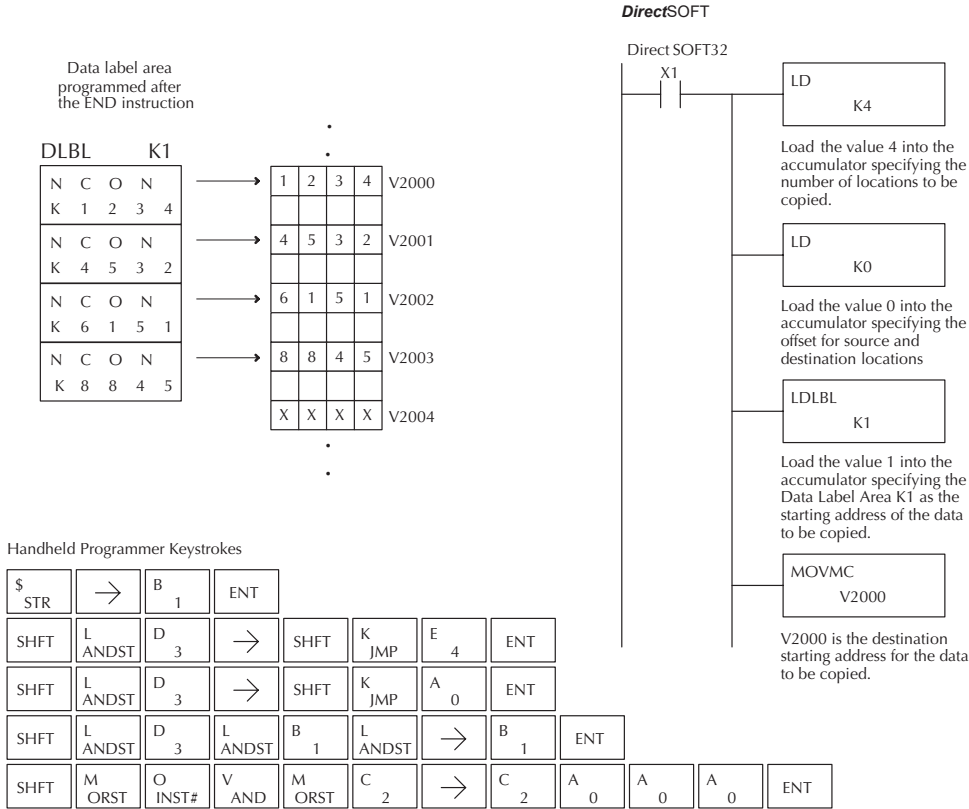 DirectSOFT
Direct SOFT32
Data label area
programmed after
the END instruction
DLBL K1
N C O N
K 1 2 3 4
N C O N
K 4 5 3 2
N C O N
K 6 1 5 1
N C O N
K 8 8 4 5
1 2 3 4 V2000
4 5 3 2 V2001
6 1 5 1 V2002
8 8 4 5 V2003
X X X X V2004
X1
LD
K4
Load the value 4 into the
accumulator specifying the
number of locations to be
copied.
LD
K0
Load the value 0 into the
accumulator specifying the
offset for source and
destination locations
LDLBL
K1
Load the value 1 into the
accumulator specifying the
Data Label Area K1 as the
starting address of the data
to be copied.
MOVMC
V2000
V2000 is the destination
starting address for the data
to be copied.
Handheld Programmer Keystrokes
$ STR → B 1 ENT
SHFT L ANDST D 3 → SHFT K JMP E 4 ENT
SHFT L ANDST D 3 → SHFT K JMP A 0 ENT
SHFT L ANDST D 3 L ANDST B 1 L ANDST → B 1 ENT
SHFT M ORST O INST# V AND M ORST C 2 → C 2 A 0 A 0 A 0 ENT